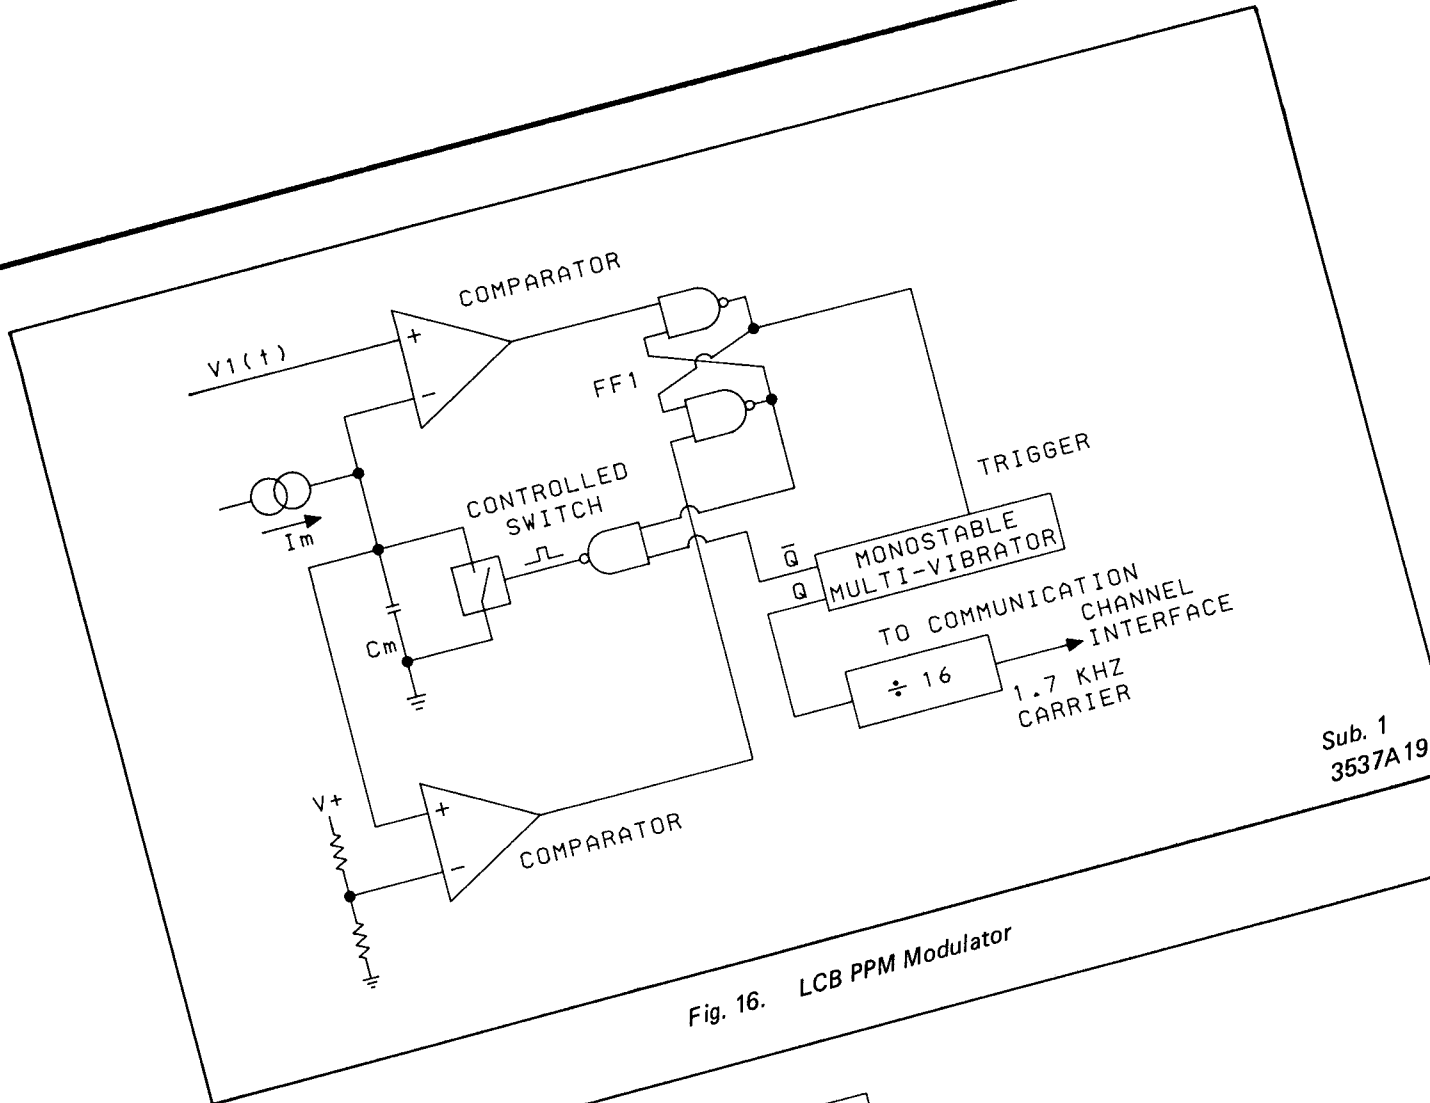 COMPARATOR
V1(t)
+
−
FF1
Im
CONTROLLED
SWITCH
TRIGGER
Q̅
Q
MONOSTABLE
MULTI-VIBRATOR
Cm
TO COMMUNICATION
CHANNEL
INTERFACE
÷ 16
1.7 KHZ
CARRIER
V+
+
−
COMPARATOR
Sub. 1
3537A19
Fig. 16. LCB PPM Modulator